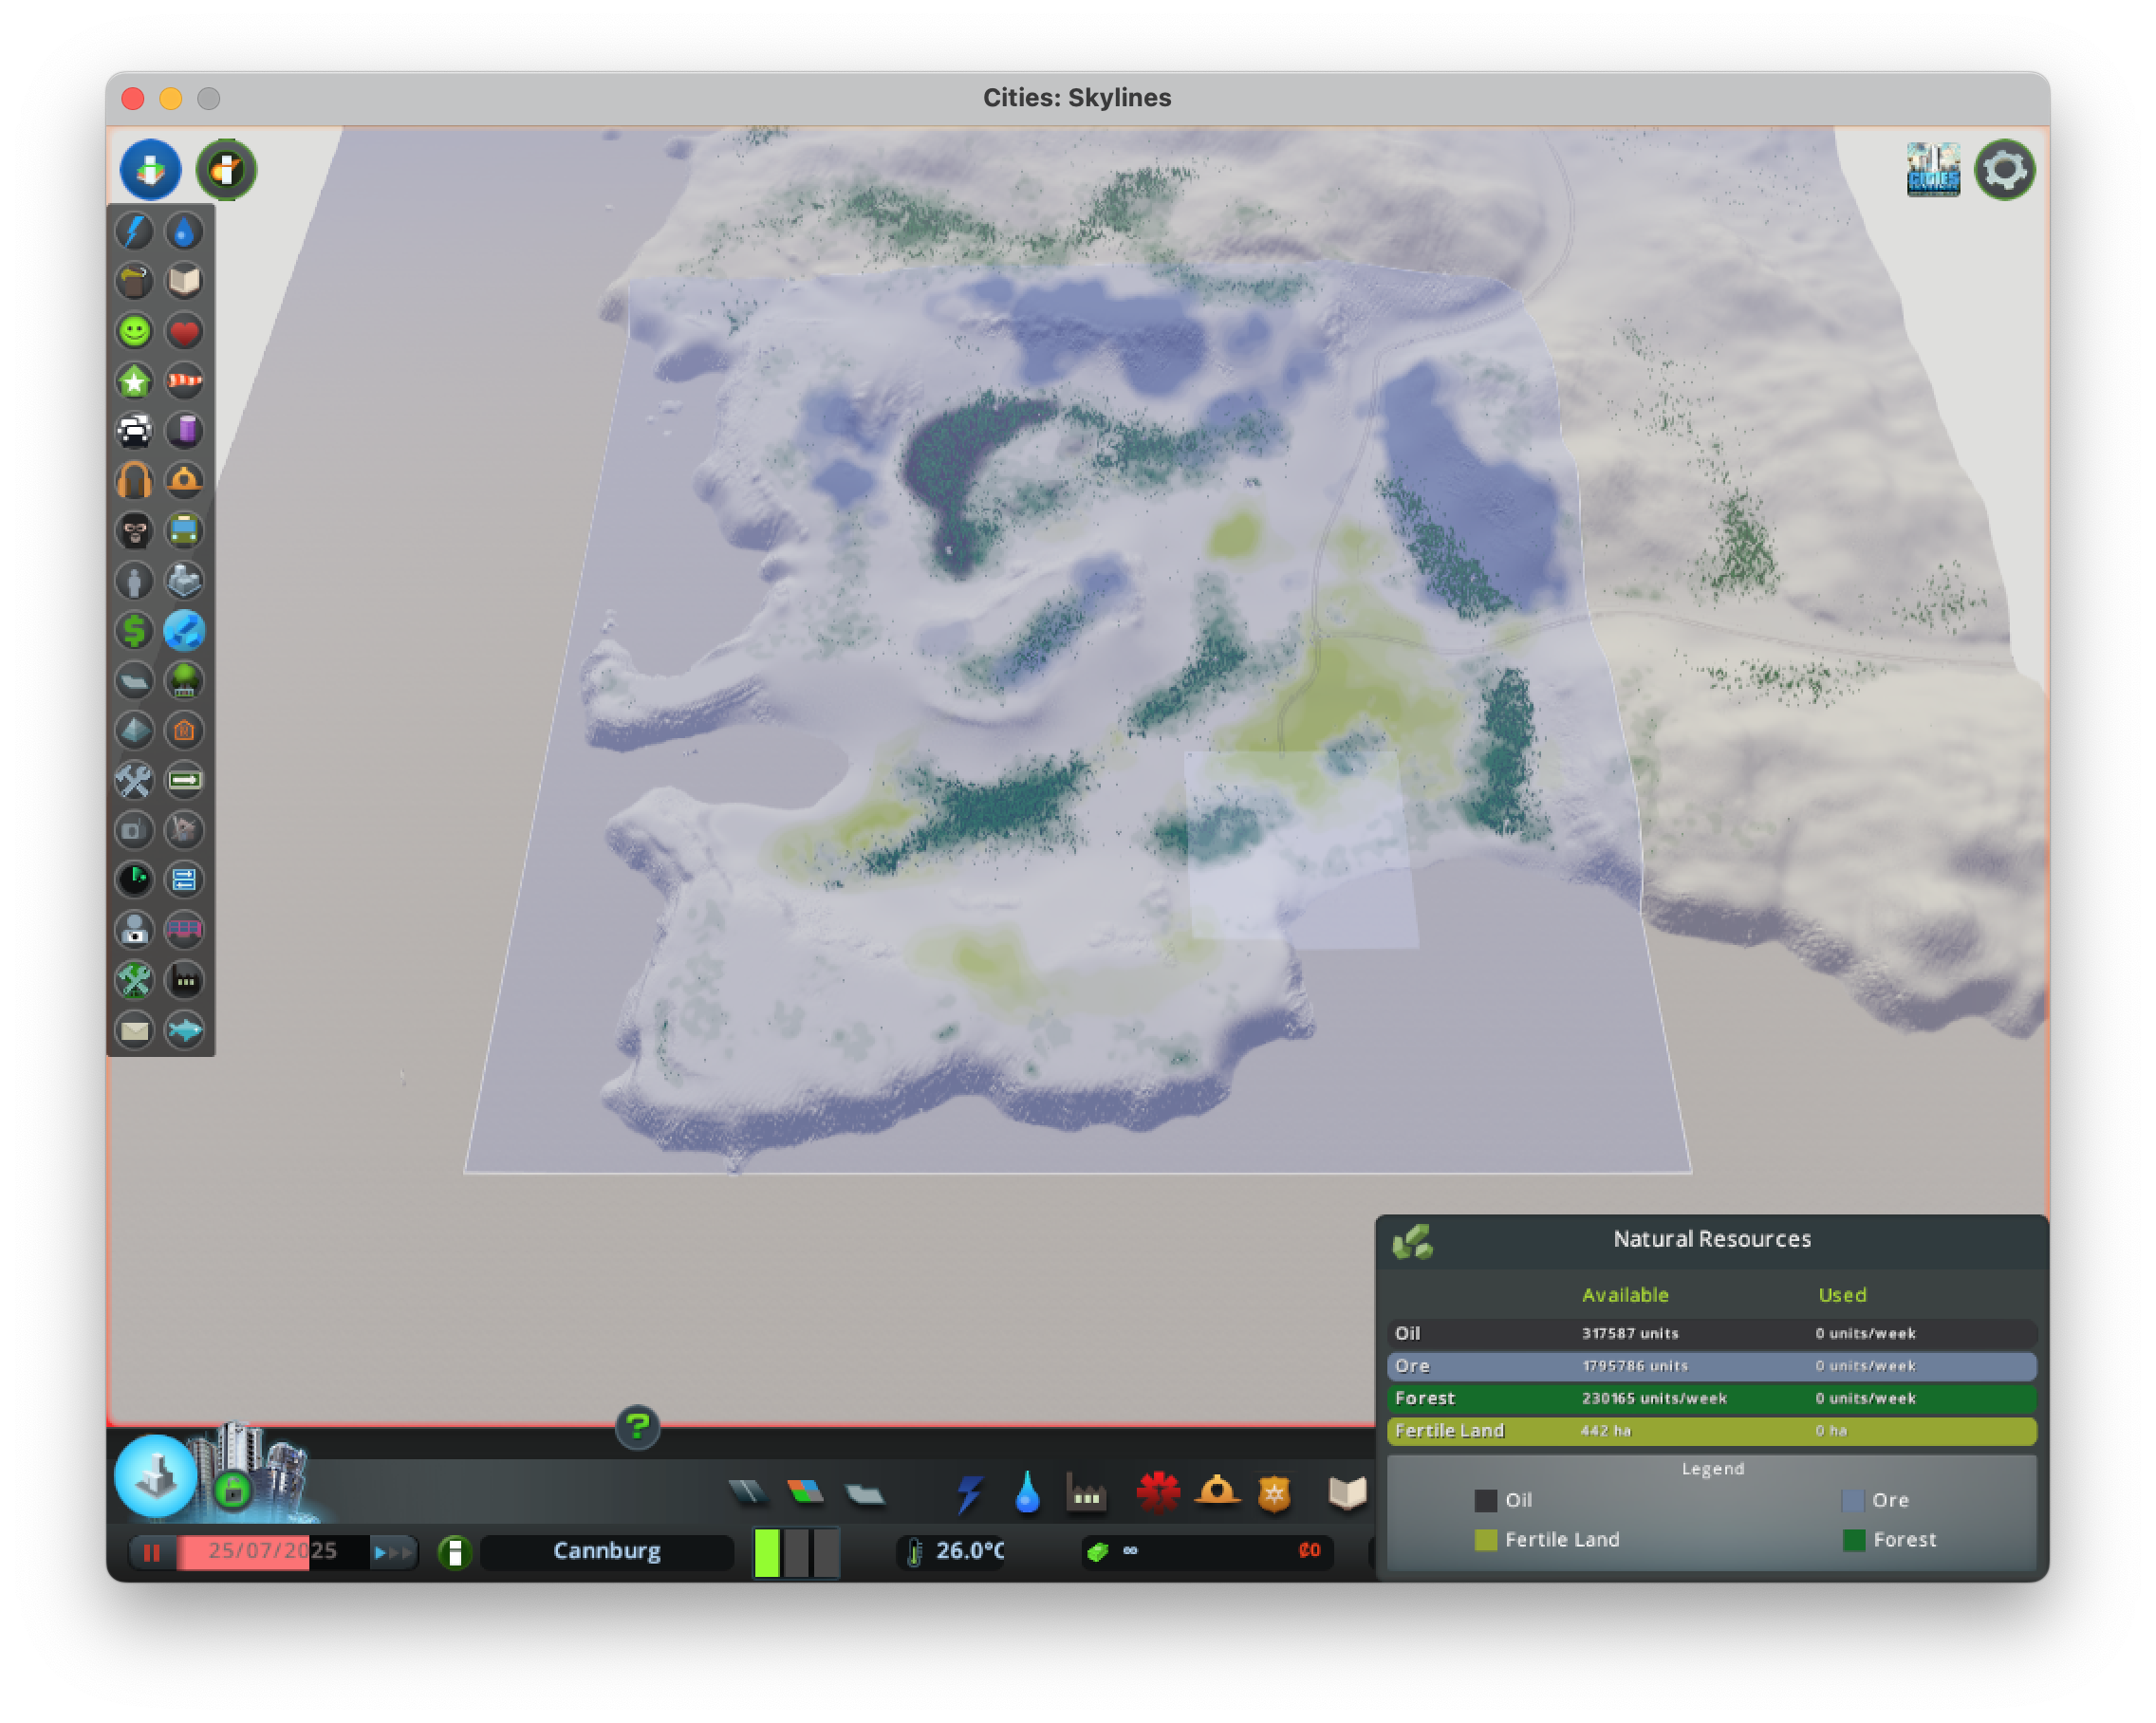 Cities: Skylines
CITIES
Natural Resources
Available Used
Oil 317587 units 0 units/week
Ore 1795786 units 0 units/week
Forest 230165 units/week 0 units/week
Fertile Land 442 ha 0 ha
Legend
Oil Ore
Fertile Land Forest
25/07/2025 Cannburg 26.0°C ∞ ₡0